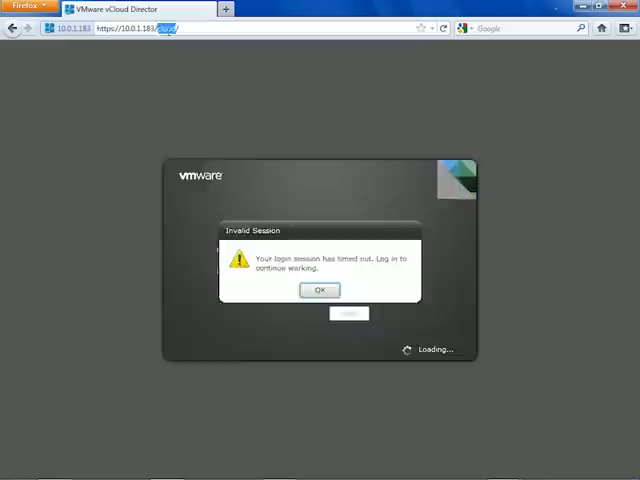 Firefox
VMware vCloud Director
10.0.1.183
https://10.0.1.183/cloud/
Google
vmware
Invalid Session
Your login session has timed out. Log in to
continue working.
OK
Loading...